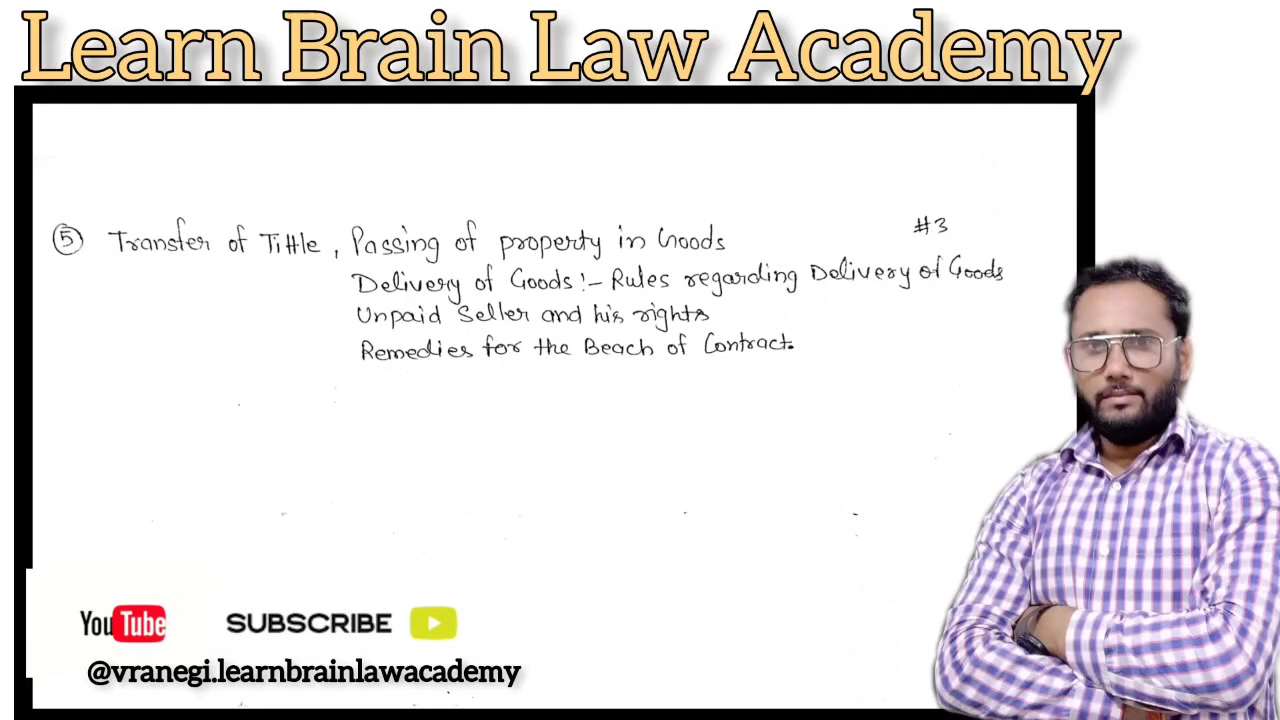 Learn Brain Law Academy
#3
⑤ Transfer of Tittle, Passing of property in Goods
Delivery of Goods:- Rules regarding Delivery of Goods
Unpaid Seller and his rights
Remedies for the Beach of Contract.
YouTube SUBSCRIBE
@vranegi.learnbrainlawacademy